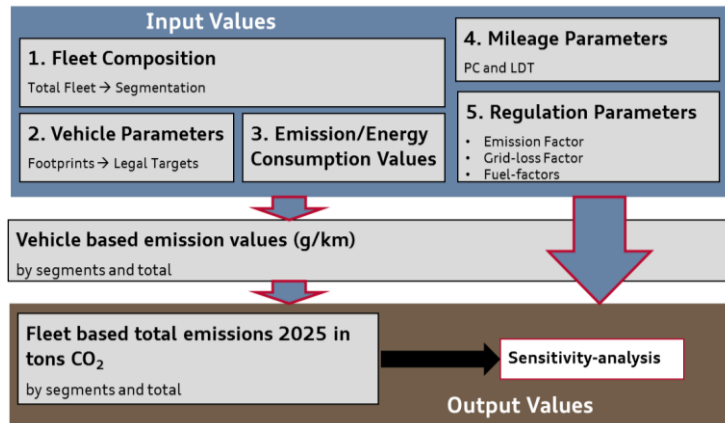 Input Values
1. Fleet Composition
Total Fleet → Segmentation
2. Vehicle Parameters
Footprints → Legal Targets
3. Emission/Energy
Consumption Values
4. Mileage Parameters
PC and LDT
5. Regulation Parameters
• Emission Factor
• Grid-loss Factor
• Fuel-factors
Vehicle based emission values (g/km)
by segments and total
Fleet based total emissions 2025 in
tons CO₂
by segments and total
Sensitivity-analysis
Output Values